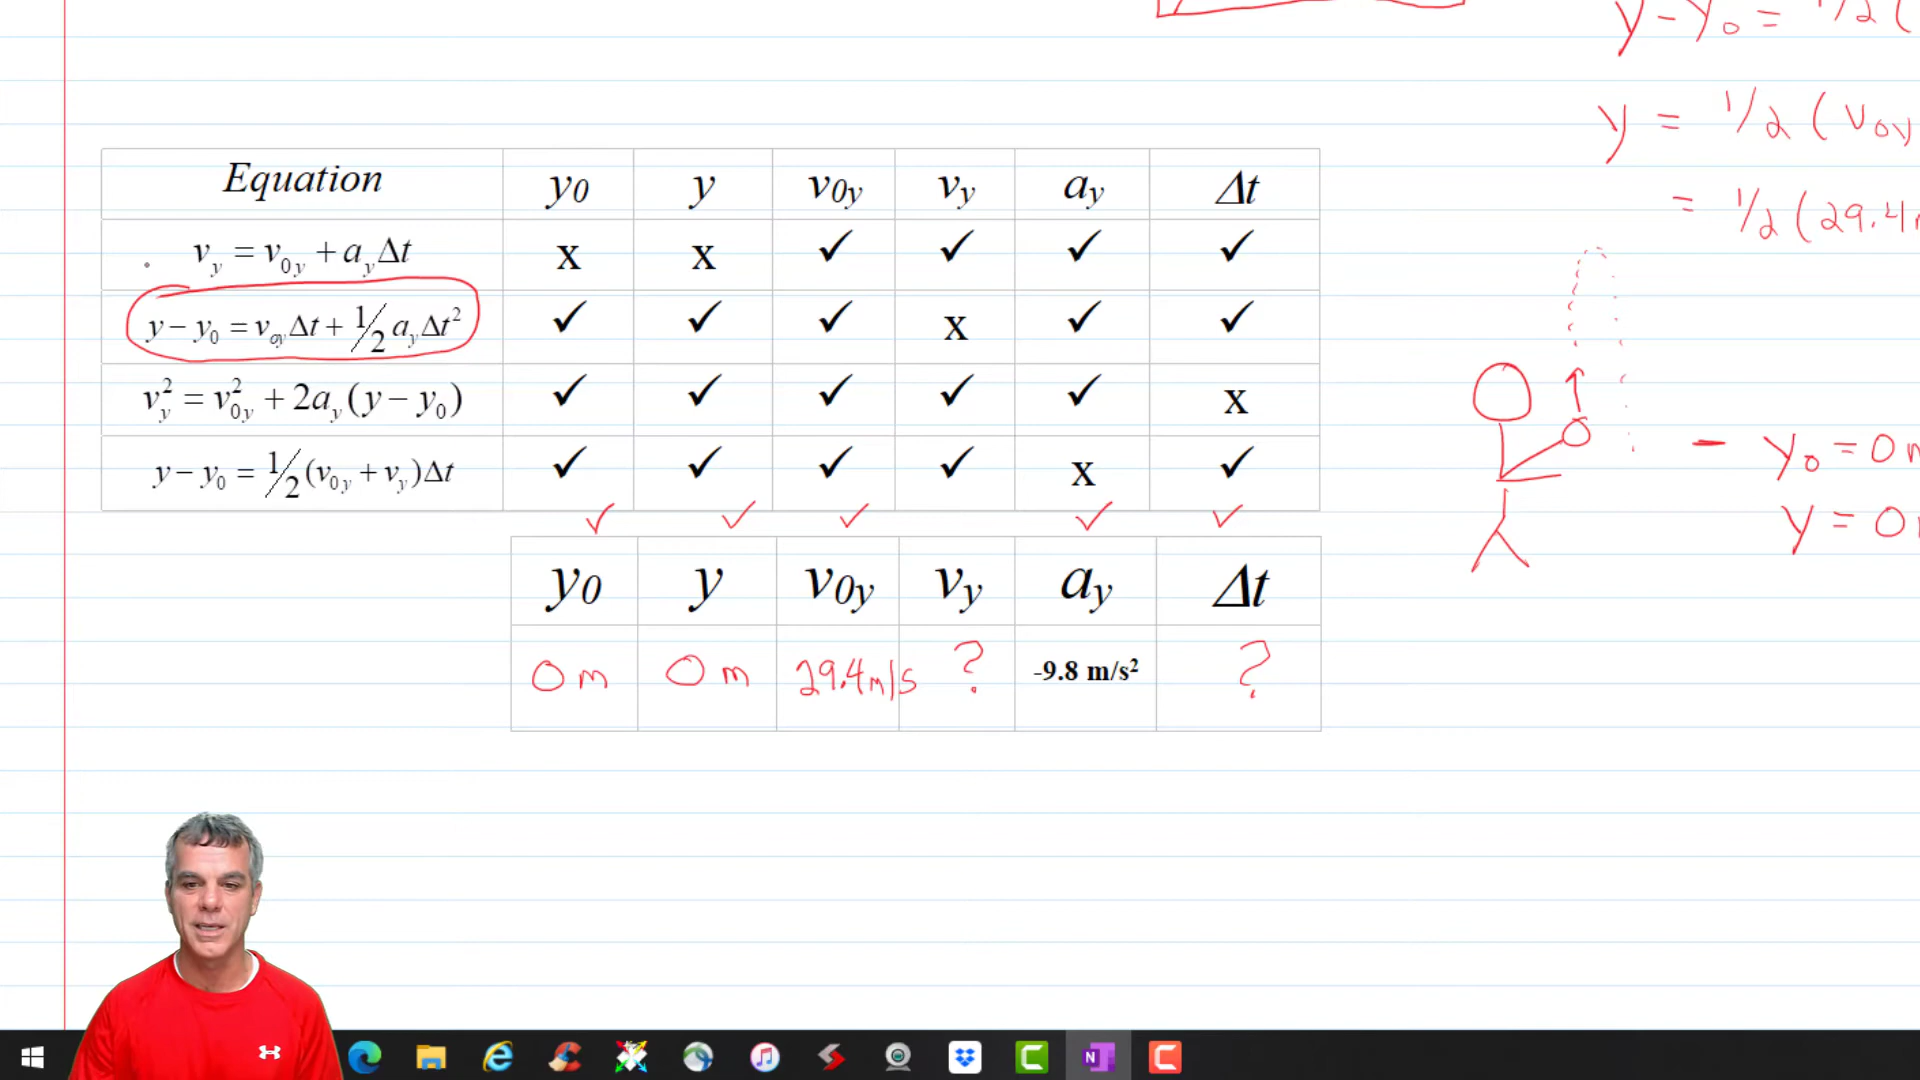 y − y₀ = 1/2 (
y = 1/2 ( v₀y
= 1/2 ( 29.4
Equation y₀ y v₀y vy ay Δt
vy = v₀y + ayΔt x x ✓ ✓ ✓ ✓
y − y₀ = v₀yΔt + 1/2 ayΔt² ✓ ✓ ✓ x ✓ ✓
vy² = v₀y² + 2ay(y − y₀) ✓ ✓ ✓ ✓ ✓ x
y − y₀ = 1/2(v₀y + vy)Δt ✓ ✓ ✓ ✓ x ✓
✓ ✓ ✓ ✓ ✓
y₀ y v₀y vy ay Δt
0 m 0 m 29.4 m/s ? -9.8 m/s² ?
y₀ = 0 m
y = 0